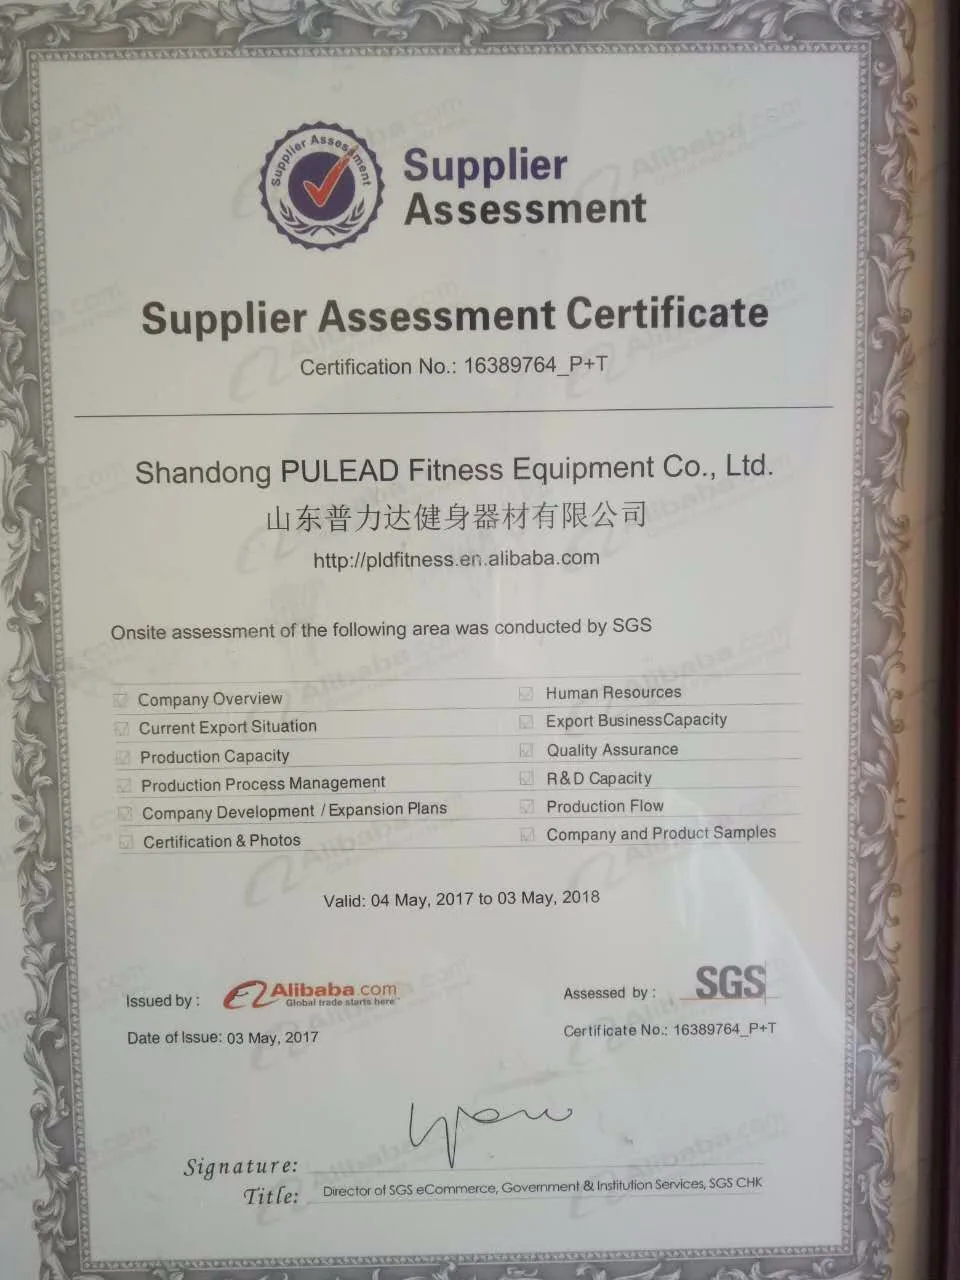 Supplier Assessment
Supplier
Assessment
Supplier Assessment Certificate
Certification No.: 16389764_P+T
Shandong PULEAD Fitness Equipment Co., Ltd.
山东普力达健身器材有限公司
http://pldfitness.en.alibaba.com
Onsite assessment of the following area was conducted by SGS
Company Overview
Human Resources
Current Export Situation
Export BusinessCapacity
Production Capacity
Quality Assurance
Production Process Management
R&D Capacity
Company Development / Expansion Plans
Production Flow
Certification & Photos
Company and Product Samples
Valid: 04 May, 2017 to 03 May, 2018
Issued by : Alibaba.com
Global trade starts here™
Assessed by : SGS
Date of Issue: 03 May, 2017
Certificate No.: 16389764_P+T
Signature:
Title: Director of SGS eCommerce, Government & Institution Services, SGS CHK